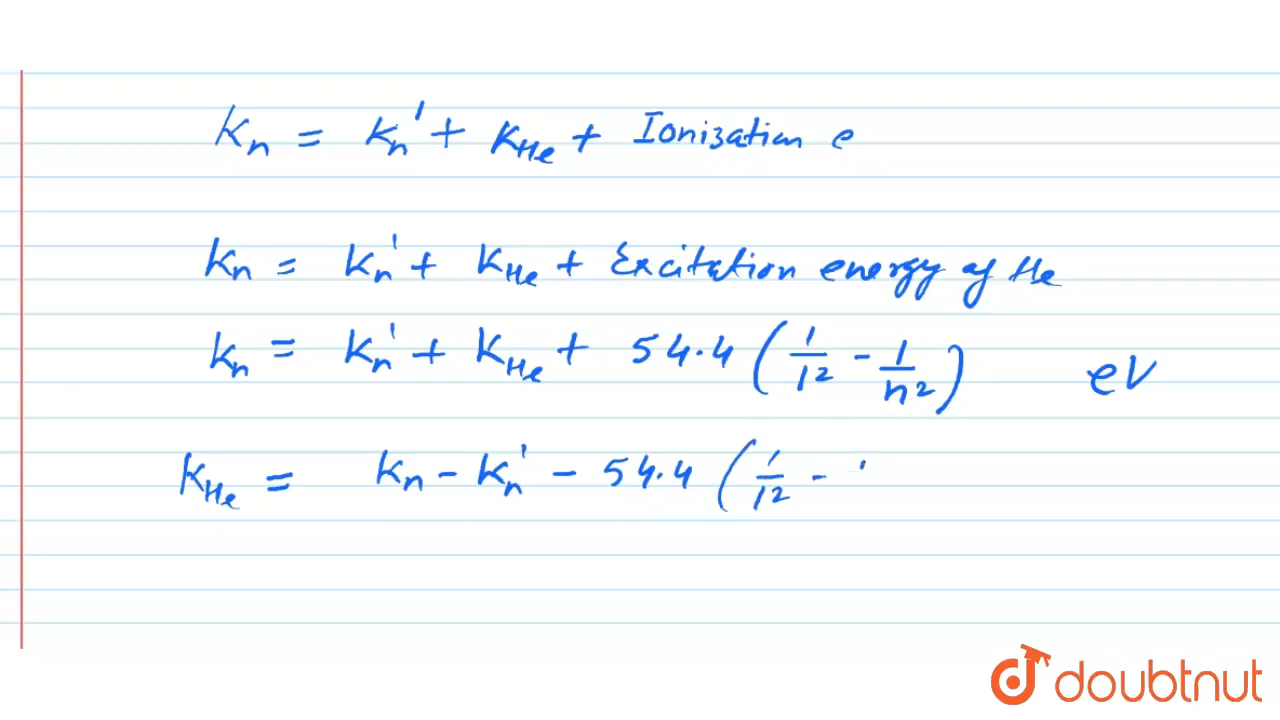 Kn = Kn' + KHe + Ionization e
Kn = Kn' + KHe + Excitation energy of He
Kn = Kn' + KHe + 54.4 (1/1² - 1/n²) eV
KHe = Kn - Kn' - 54.4 (1/1² -
doubtnut